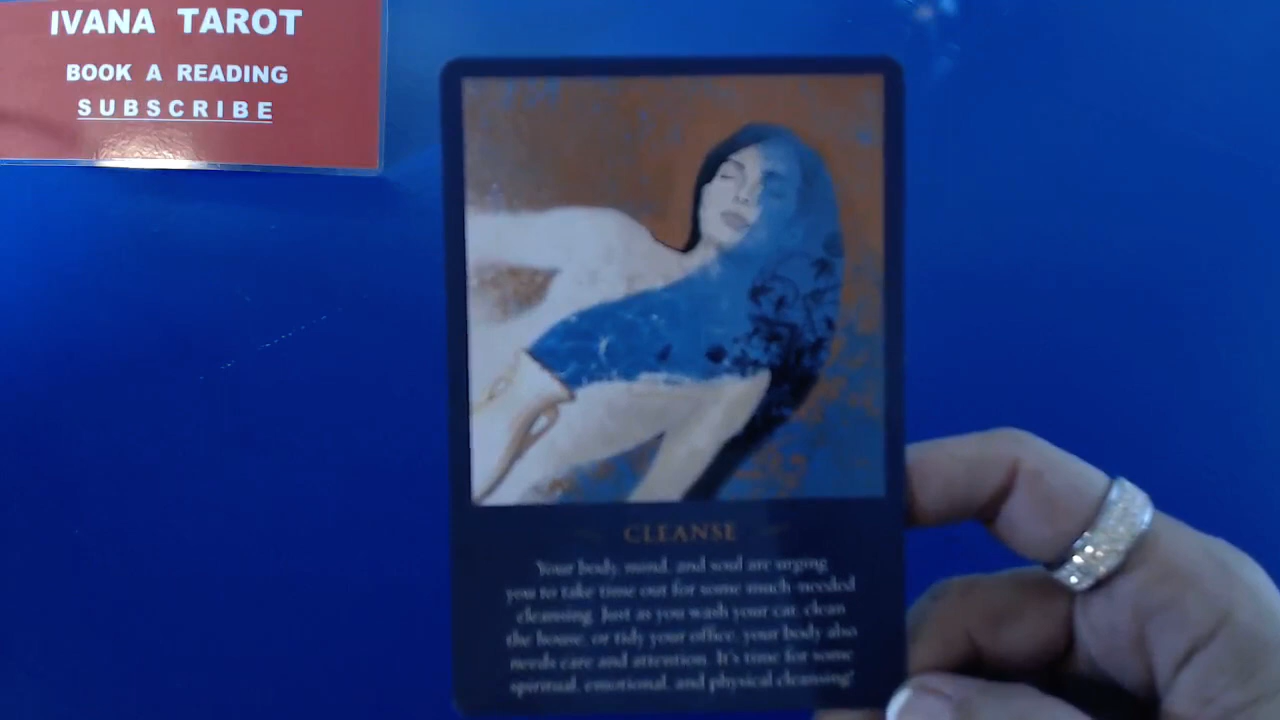 IVANA TAROT
BOOK A READING
SUBSCRIBE
CLEANSE
Your body, mind, and soul are urging
you to take time out for some much-needed
cleansing. Just as you wash your car, clean
the house, or tidy your office, your body also
needs care and attention. It's time for some
spiritual, emotional, and physical cleansing!